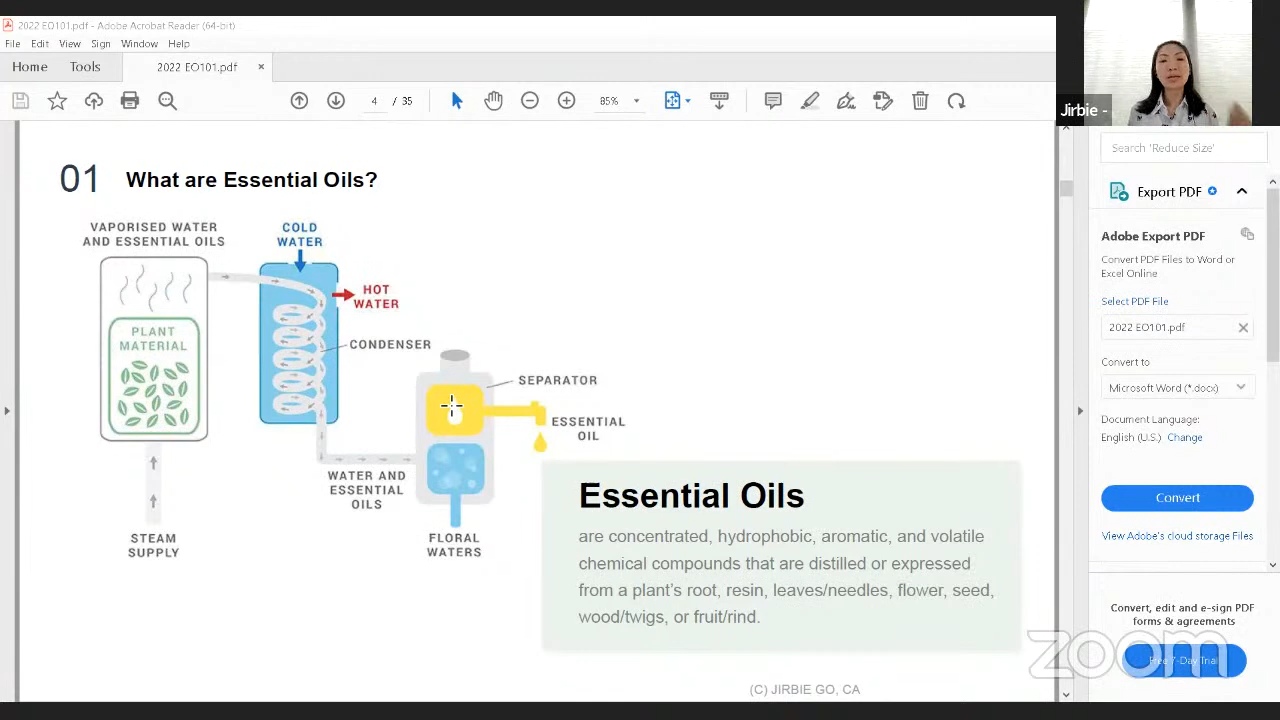 2022 EO101.pdf - Adobe Acrobat Reader (64-bit)
File Edit View Sign Window Help
Home Tools 2022 EO101.pdf ×
4 / 35 85%
Jirbie -
01 What are Essential Oils?
VAPORISED WATER
AND ESSENTIAL OILS
COLD
WATER
HOT
WATER
PLANT
MATERIAL
CONDENSER
SEPARATOR
ESSENTIAL
OIL
WATER AND
ESSENTIAL
OILS
STEAM
SUPPLY
FLORAL
WATERS
Essential Oils
are concentrated, hydrophobic, aromatic, and volatile
chemical compounds that are distilled or expressed
from a plant's root, resin, leaves/needles, flower, seed,
wood/twigs, or fruit/rind.
(C) JIRBIE GO, CA
Search 'Reduce Size'
Export PDF
Adobe Export PDF
Convert PDF Files to Word or
Excel Online
Select PDF File
2022 EO101.pdf
Convert to
Microsoft Word (*.docx)
Document Language:
English (U.S.) Change
Convert
View Adobe's cloud storage Files
Convert, edit and e-sign PDF
forms & agreements
Free 7-Day Trial
zoom